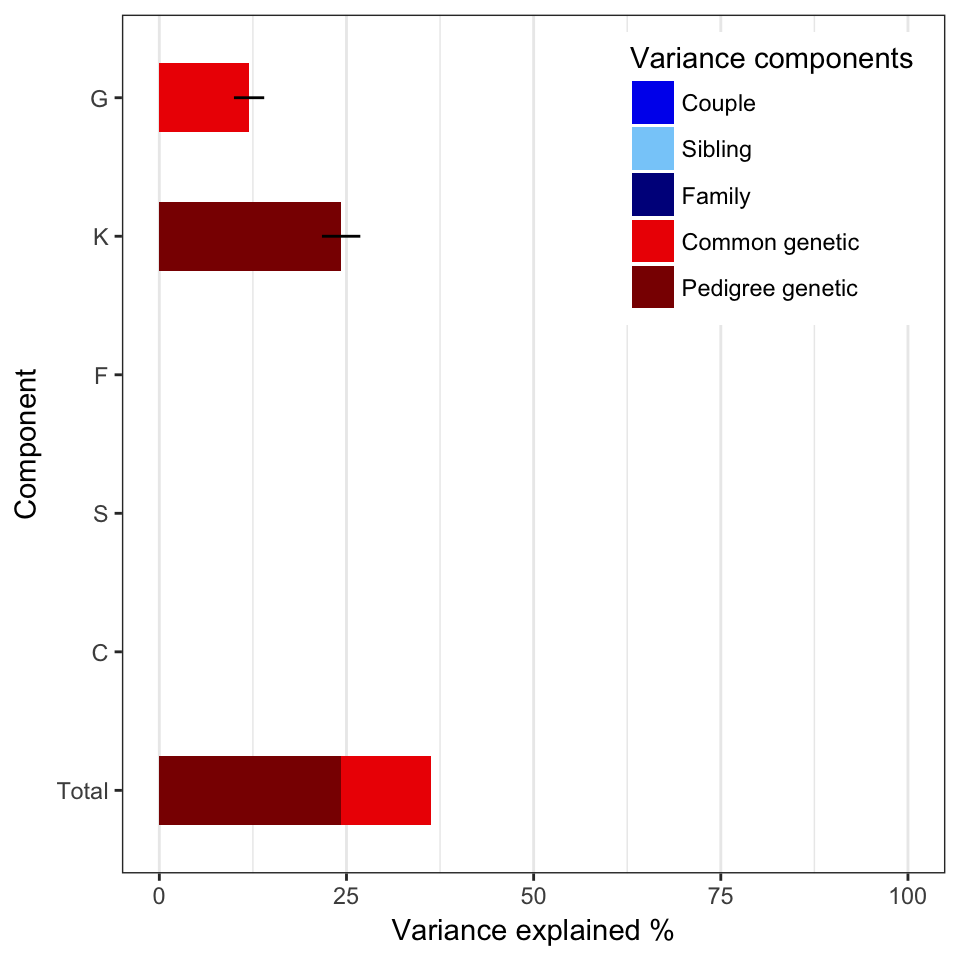 Variance components
Couple
Sibling
Family
Common genetic
Pedigree genetic
G
K
F
S
C
Total
Component
0 25 50 75 100
Variance explained %